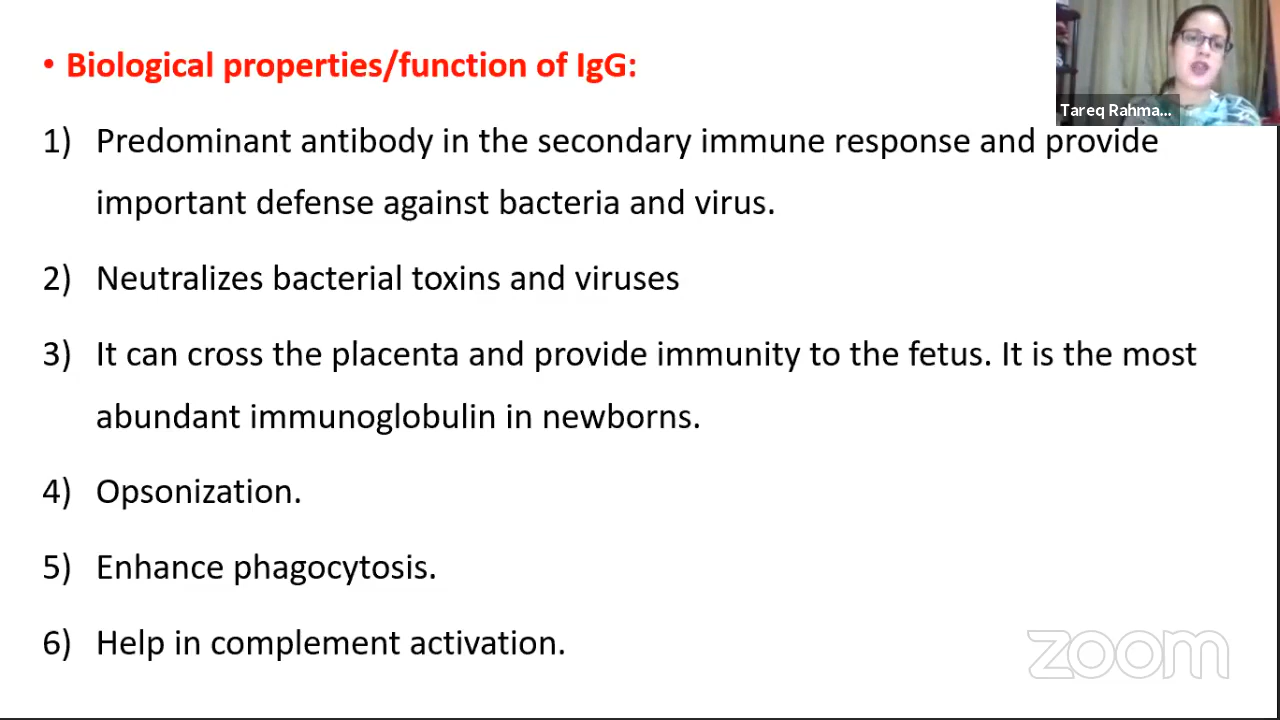 • Biological properties/function of IgG:
Tareq Rahma...
1) Predominant antibody in the secondary immune response and provide
important defense against bacteria and virus.
2) Neutralizes bacterial toxins and viruses
3) It can cross the placenta and provide immunity to the fetus. It is the most
abundant immunoglobulin in newborns.
4) Opsonization.
5) Enhance phagocytosis.
6) Help in complement activation.
zoom